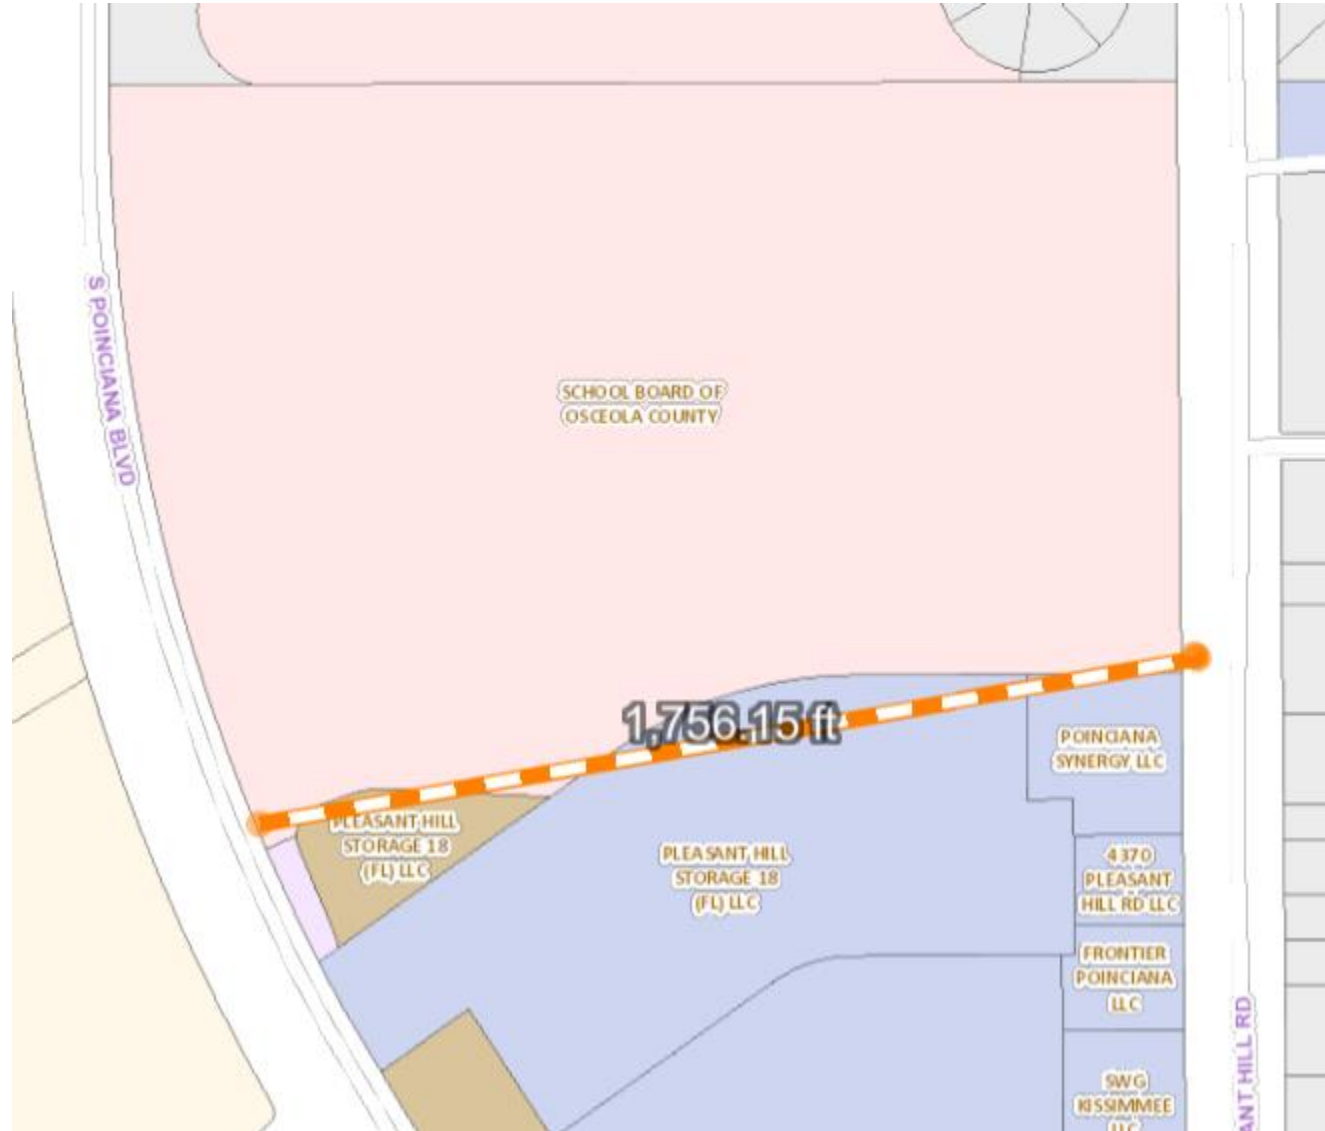 S POINCIANA BLVD
SCHOOL BOARD OF
OSCEOLA COUNTY
1,756.15 ft
POINCIANA
SYNERGY LLC
PLEASANT HILL
STORAGE 18
(FL) LLC
PLEASANT HILL
STORAGE 18
(FL) LLC
4370
PLEASANT
HILL RD LLC
FRONTIER
POINCIANA
LLC
SWG
KISSIMMEE
LLC
ANT HILL RD